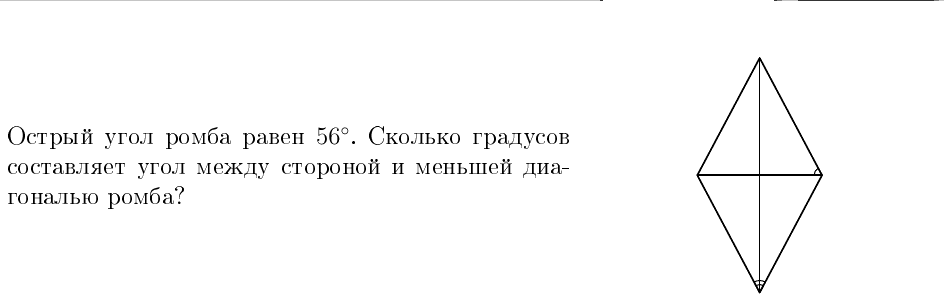 Острый угол ромба равен 56°. Сколько градусов
составляет угол между стороной и меньшей диа-
гональю ромба?